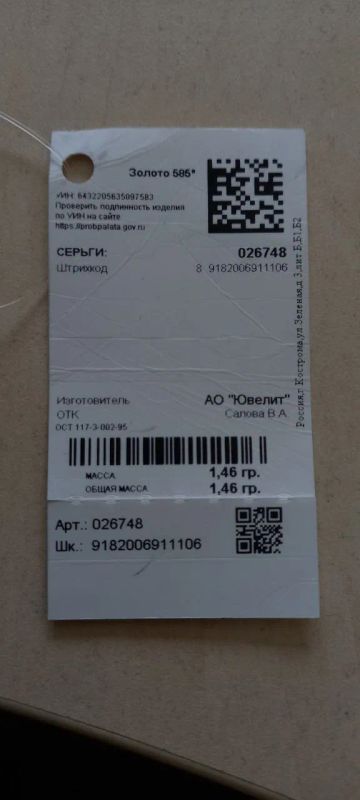 Золото 585*
УИН: 6432205635097583
Проверить подлинность изделия
по УИН на сайте
https://probpalata.gov.ru
СЕРЬГИ: 026748
Штрихкод 8 9182006911106
Россия,г Кострома,ул.Зеленая,д 3,лит Б,Б1,Б2
Изготовитель АО "Ювелит"
ОТК Салова В.А.
ОСТ 117-3-002-95
МАССА 1,46 гр.
ОБЩАЯ МАССА 1,46 гр.
Арт.: 026748
Шк.: 9182006911106